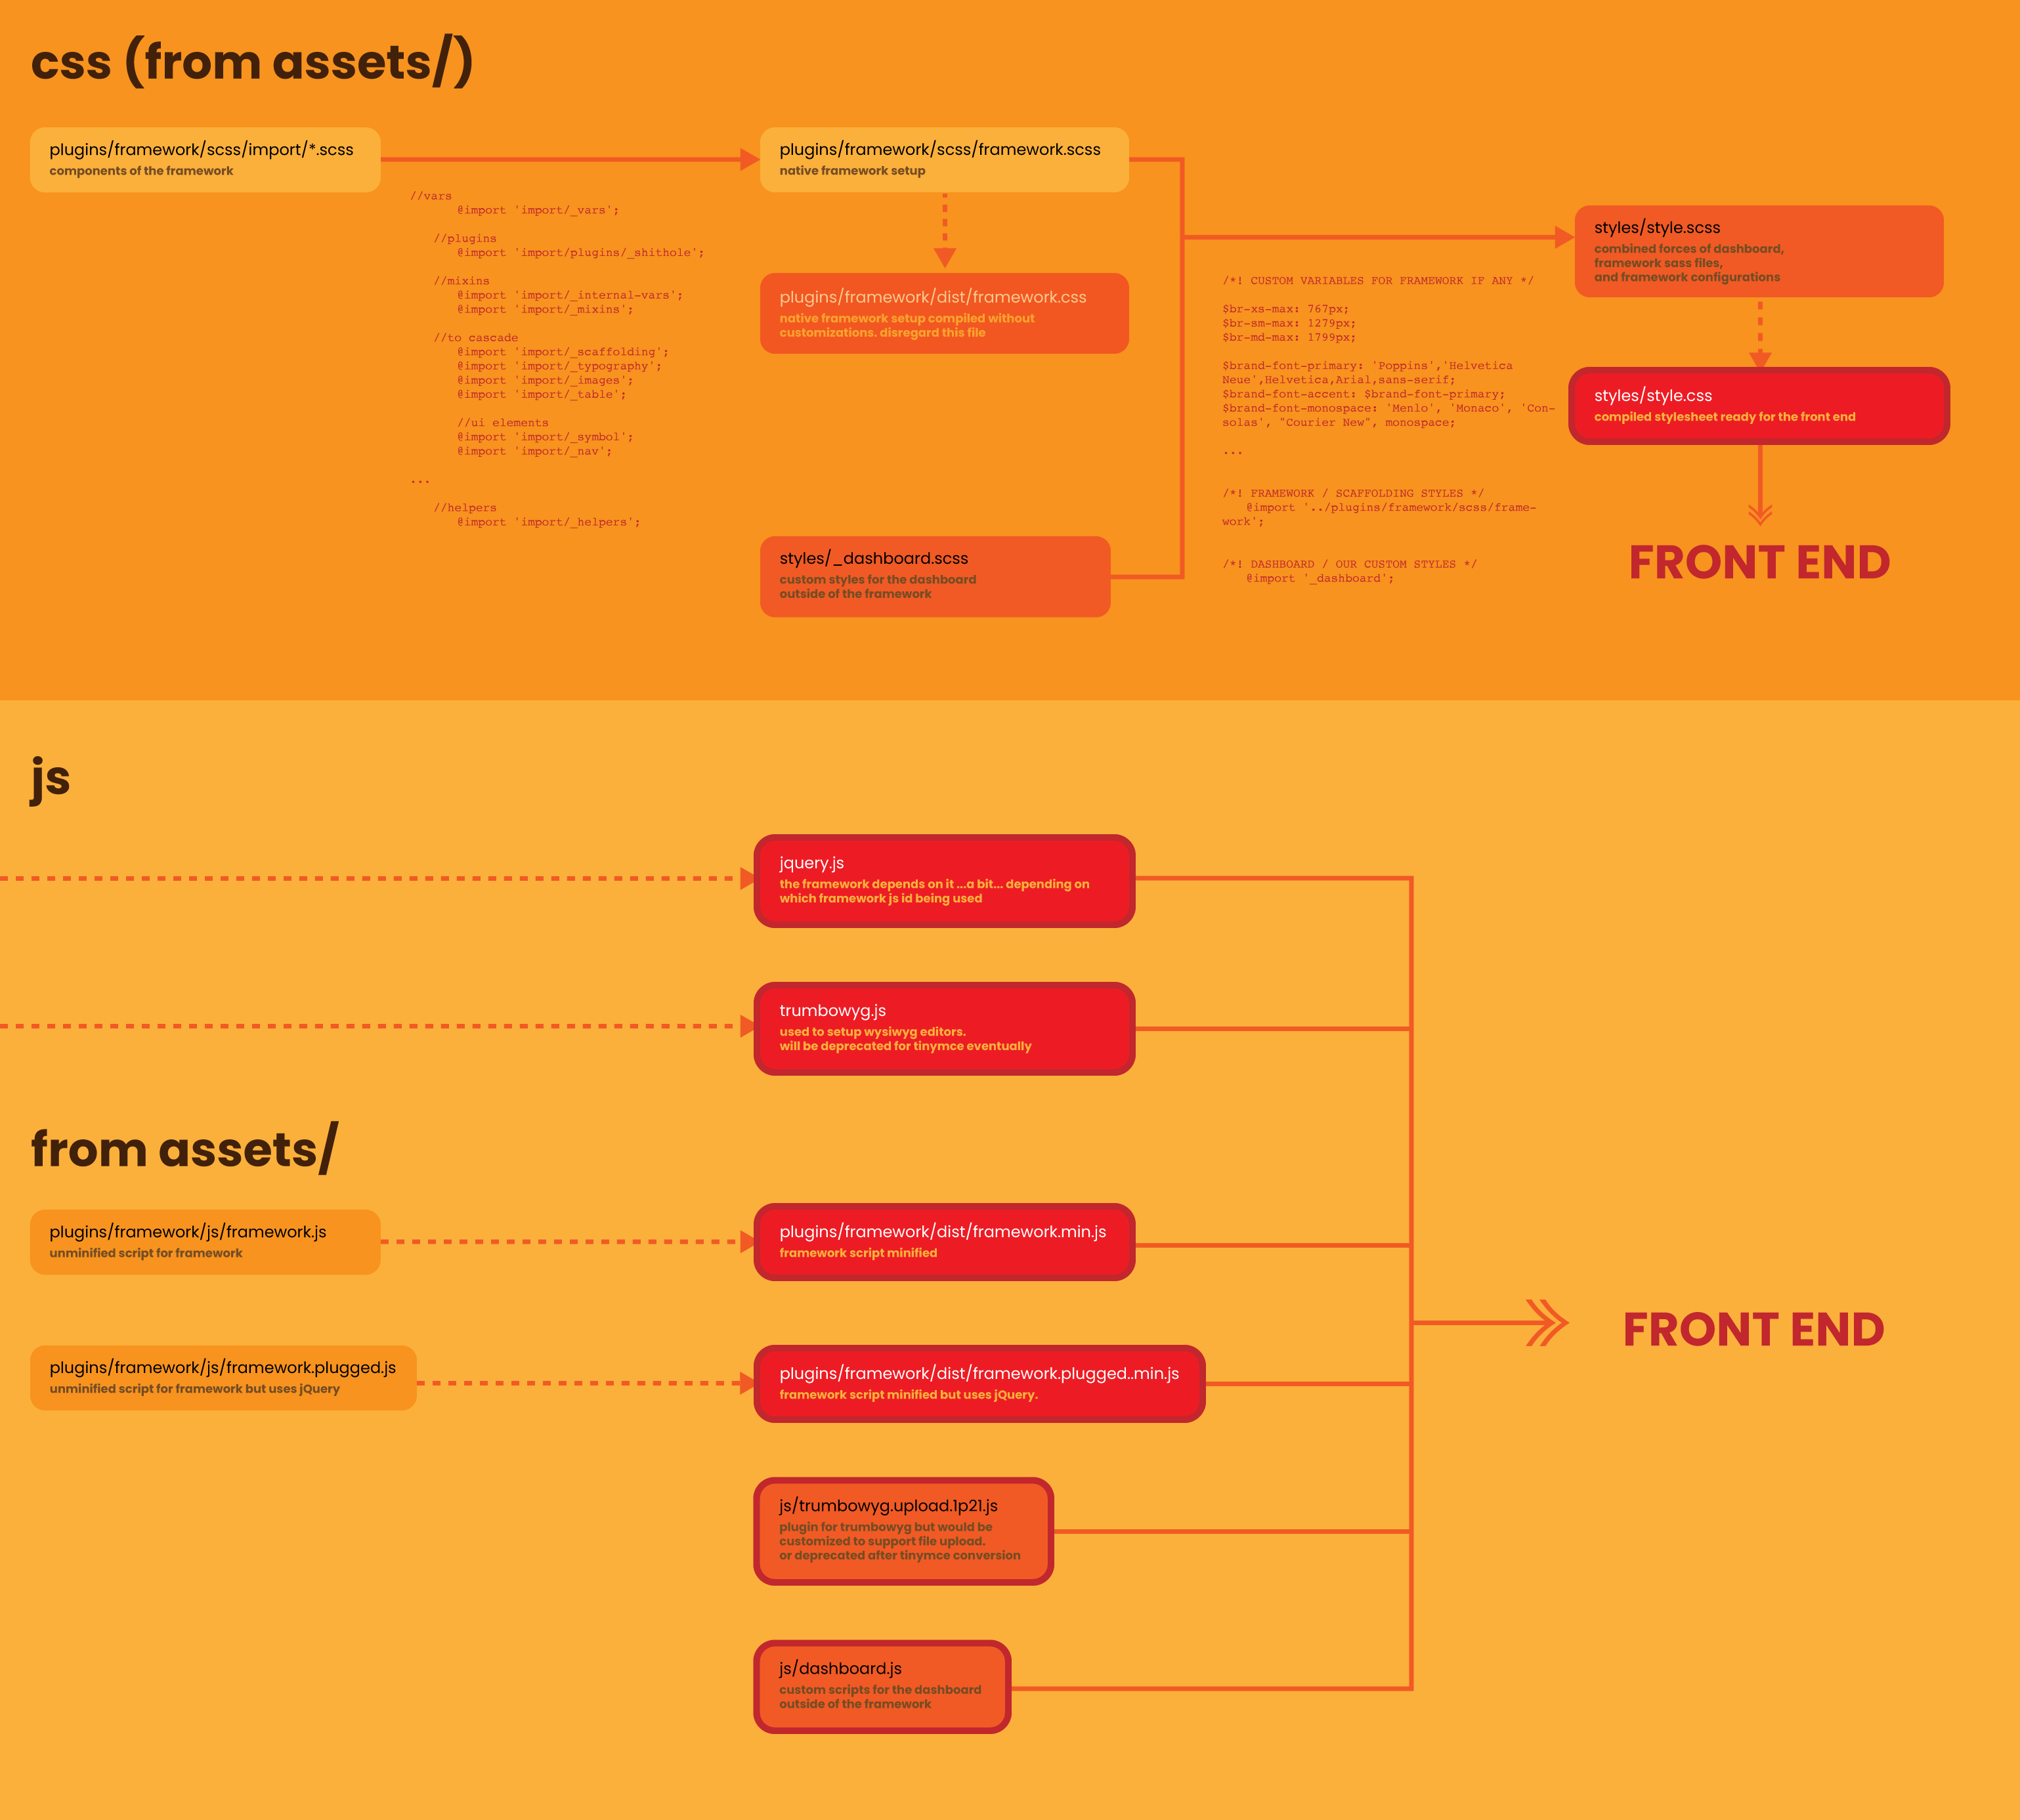 css (from assets/)
plugins/framework/scss/import/*.scss
components of the framework
//vars
@import 'import/_vars';
//plugins
@import 'import/plugins/_shithole';
//mixins
@import 'import/_internal-vars';
@import 'import/_mixins';
//to cascade
@import 'import/_scaffolding';
@import 'import/_typography';
@import 'import/_images';
@import 'import/_table';
//ui elements
@import 'import/_symbol';
@import 'import/_nav';
...
//helpers
@import 'import/_helpers';
plugins/framework/scss/framework.scss
native framework setup
plugins/framework/dist/framework.css
native framework setup compiled without
customizations. disregard this file
styles/_dashboard.scss
custom styles for the dashboard
outside of the framework
/*! CUSTOM VARIABLES FOR FRAMEWORK IF ANY */
$br-xs-max: 767px;
$br-sm-max: 1279px;
$br-md-max: 1799px;
$brand-font-primary: 'Poppins','Helvetica
Neue',Helvetica,Arial,sans-serif;
$brand-font-accent: $brand-font-primary;
$brand-font-monospace: 'Menlo', 'Monaco', 'Con-
solas', "Courier New", monospace;
...
/*! FRAMEWORK / SCAFFOLDING STYLES */
@import '../plugins/framework/scss/frame-
work';
/*! DASHBOARD / OUR CUSTOM STYLES */
@import '_dashboard';
styles/style.scss
combined forces of dashboard,
framework sass files,
and framework configurations
styles/style.css
compiled stylesheet ready for the front end
FRONT END
js
jquery.js
the framework depends on it ...a bit... depending on
which framework js id being used
trumbowyg.js
used to setup wysiwyg editors.
will be deprecated for tinymce eventually
from assets/
plugins/framework/js/framework.js
unminified script for framework
plugins/framework/dist/framework.min.js
framework script minified
plugins/framework/js/framework.plugged.js
unminified script for framework but uses jQuery
plugins/framework/dist/framework.plugged..min.js
framework script minified but uses jQuery.
js/trumbowyg.upload.1p21.js
plugin for trumbowyg but would be
customized to support file upload.
or deprecated after tinymce conversion
js/dashboard.js
custom scripts for the dashboard
outside of the framework
FRONT END